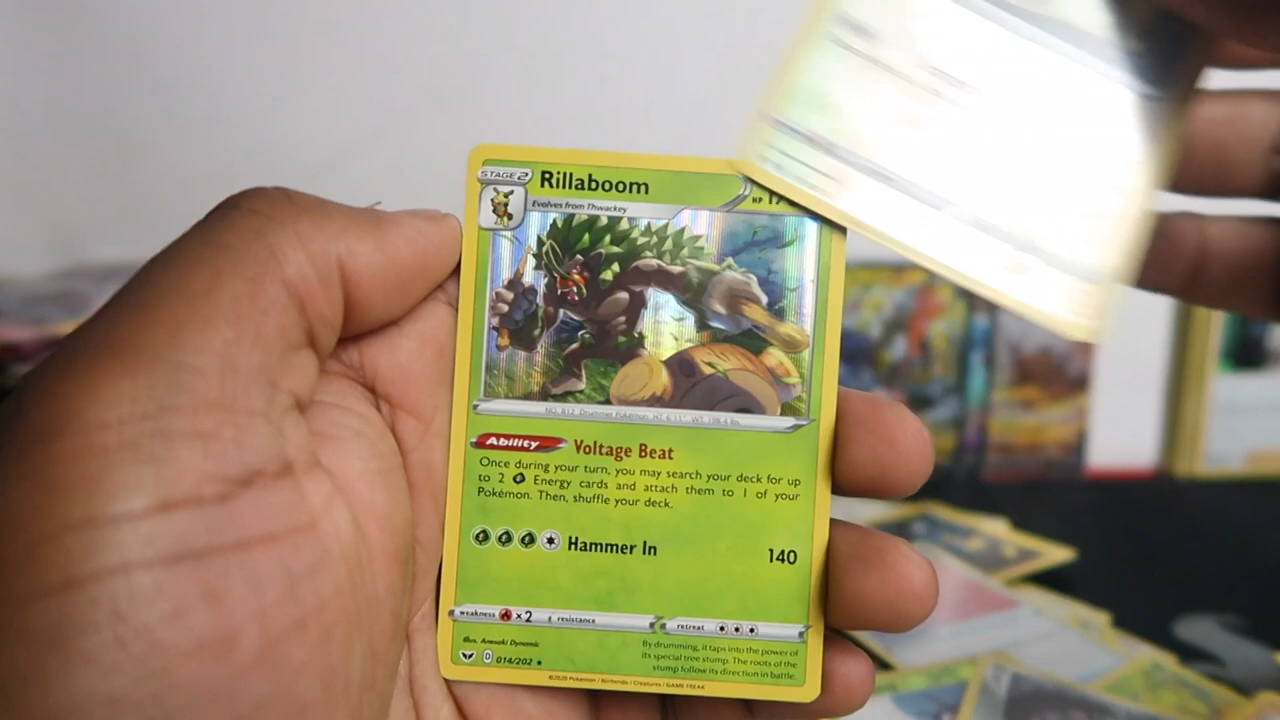 STAGE 2
Rillaboom
HP
Evolves from Thwackey
NO. 812 Drummer Pokémon HT 6'11" WT 198.4 lbs
Ability Voltage Beat
Once during your turn, you may search your deck for up
to 2 Energy cards and attach them to 1 of your
Pokémon. Then, shuffle your deck.
Hammer In 140
weakness ×2 resistance retreat
Illus. Anesaki Dynamic
D 014/202 ★
By drumming, it taps into the power of
its special tree stump. The roots of the
stump follow its direction in battle.
©2020 Pokémon / Nintendo / Creatures / GAME FREAK